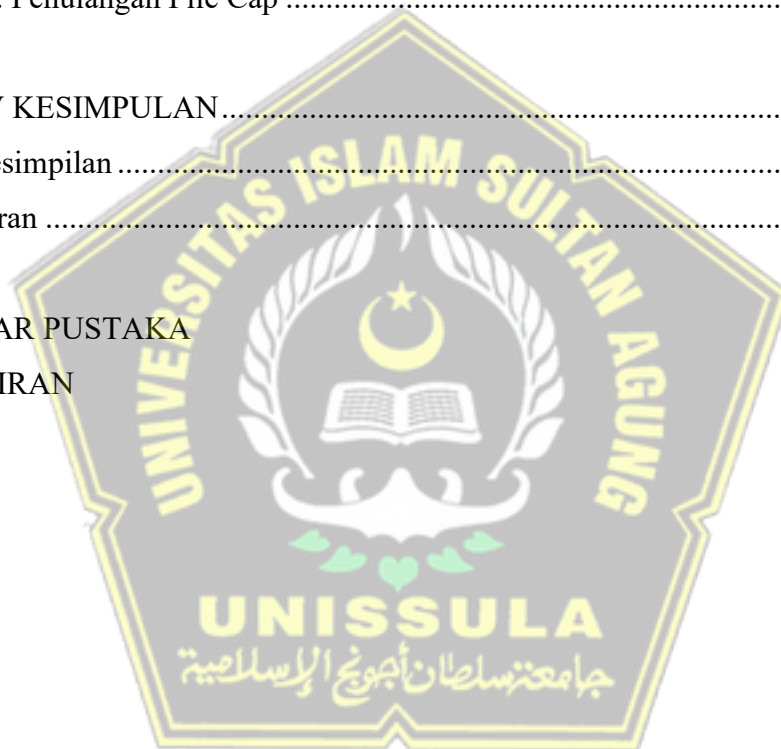 . Penulangan Pile Cap ........................................................................
KESIMPULAN........................................................................
esimpilan ........................................................................
ran ........................................................................
AR PUSTAKA
IRAN
UNIVERSITAS ISLAM SULTAN AGUNG
UNISSULA
جامعة سلطان أجونج الإسلامية